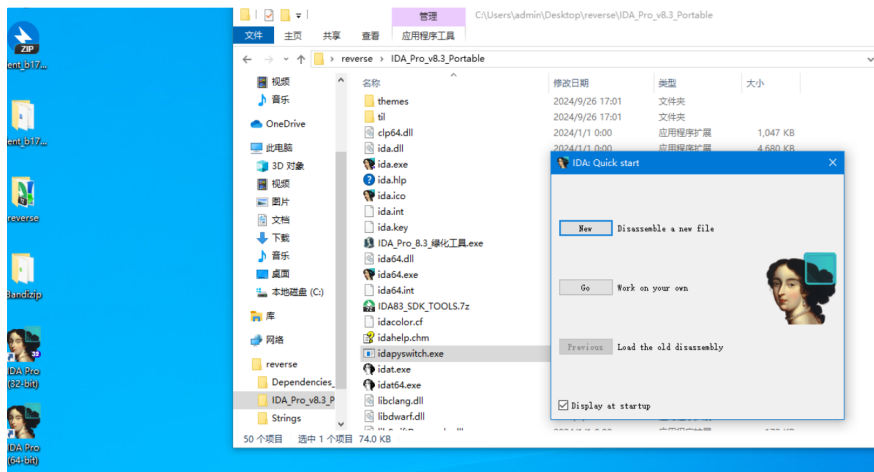 管理
C:\Users\admin\Desktop\reverse\IDA_Pro_v8.3_Portable
文件 主页 共享 查看 应用程序工具
reverse > IDA_Pro_v8.3_Portable
ZIP
ent_b17...
ent_b17...
reverse
Bandizip
IDA Pro
(32-bit)
IDA Pro
(64-bit)
视频
音乐
OneDrive
此电脑
3D 对象
视频
图片
文档
下载
音乐
桌面
本地磁盘 (C:)
库
网络
reverse
Dependencies_
IDA_Pro_v8.3_P
Strings
名称 修改日期 类型 大小
themes 2024/9/26 17:01 文件夹
til 2024/9/26 17:01 文件夹
clp64.dll 2024/1/1 0:00 应用程序扩展 1,047 KB
ida.dll 2024/1/1 0:00 应用程序扩展 4,680 KB
ida.exe
ida.hlp
ida.ico
ida.int
ida.key
IDA_Pro_8.3_绿化工具.exe
ida64.dll
ida64.exe
ida64.int
IDA83_SDK_TOOLS.7z
idacolor.cf
idahelp.chm
idapyswitch.exe
idat.exe
idat64.exe
libclang.dll
libdwarf.dll
IDA: Quick start
New Disassemble a new file
Go Work on your own
Previous Load the old disassembly
Display at startup
50 个项目 选中 1 个项目 74.0 KB